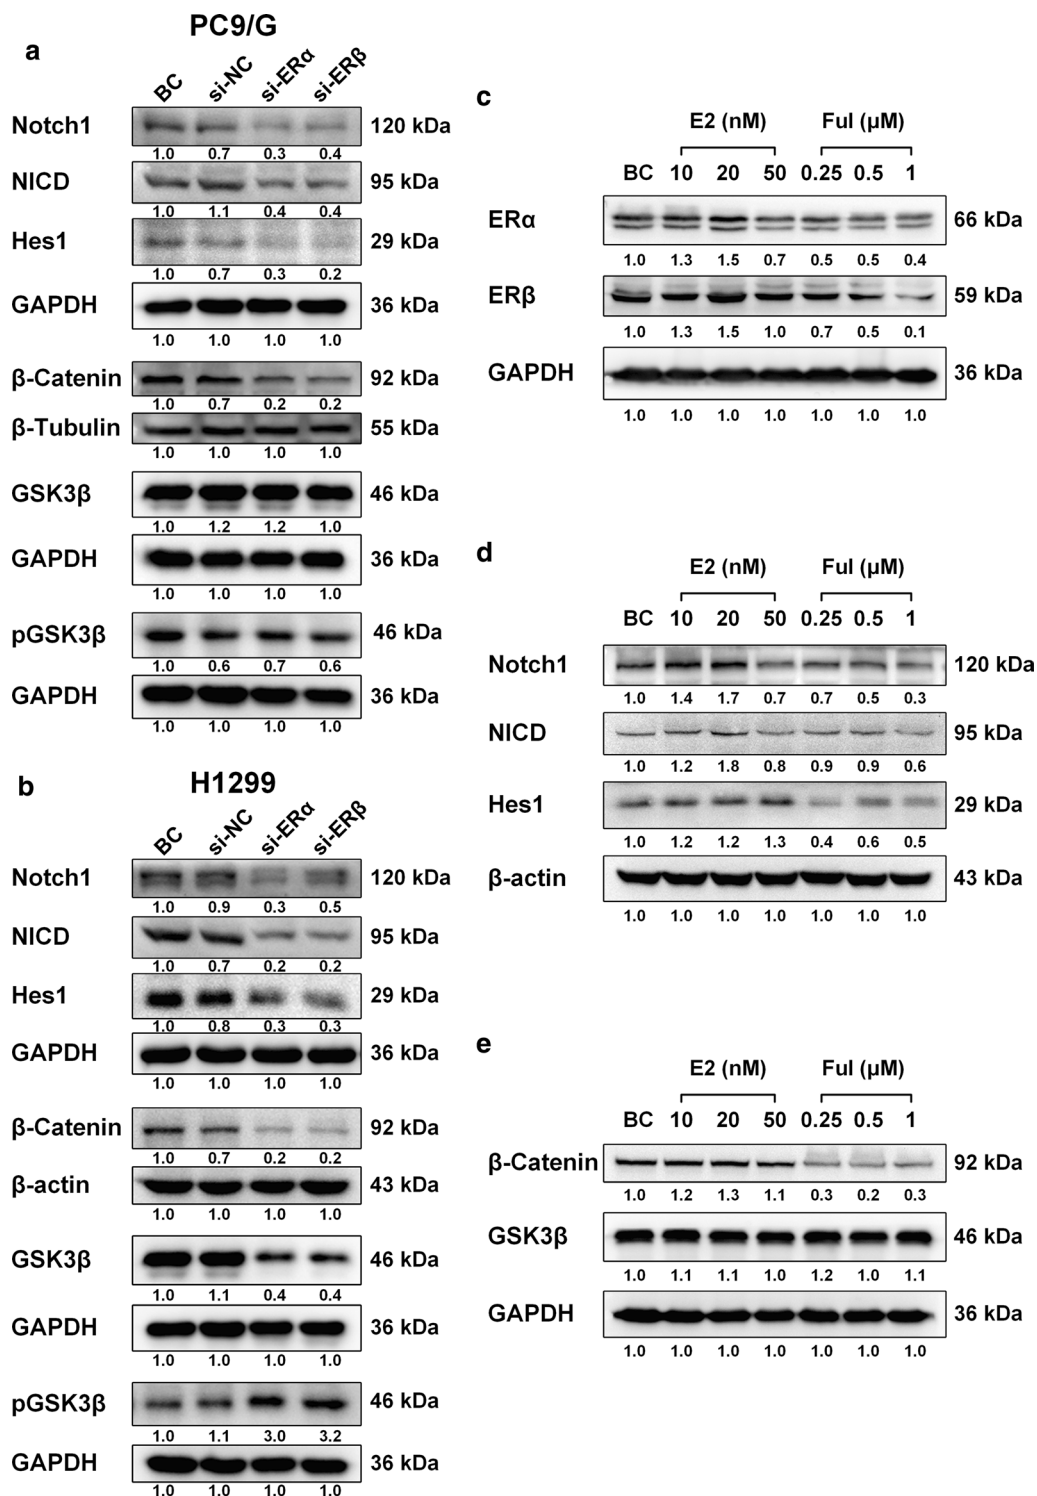 PC9/G
a
BC si-NC si-ERα si-ERβ
Notch1 120 kDa
1.0 0.7 0.3 0.4
NICD 95 kDa
1.0 1.1 0.4 0.4
Hes1 29 kDa
1.0 0.7 0.3 0.2
GAPDH 36 kDa
1.0 1.0 1.0 1.0
β-Catenin 92 kDa
1.0 0.7 0.2 0.2
β-Tubulin 55 kDa
1.0 1.0 1.0 1.0
GSK3β 46 kDa
1.0 1.2 1.2 1.0
GAPDH 36 kDa
1.0 1.0 1.0 1.0
pGSK3β 46 kDa
1.0 0.6 0.7 0.6
GAPDH 36 kDa
1.0 1.0 1.0 1.0
b
H1299
BC si-NC si-ERα si-ERβ
Notch1 120 kDa
1.0 0.9 0.3 0.5
NICD 95 kDa
1.0 0.7 0.2 0.2
Hes1 29 kDa
1.0 0.8 0.3 0.3
GAPDH 36 kDa
1.0 1.0 1.0 1.0
β-Catenin 92 kDa
1.0 0.7 0.2 0.2
β-actin 43 kDa
1.0 1.0 1.0 1.0
GSK3β 46 kDa
1.0 1.1 0.4 0.4
GAPDH 36 kDa
1.0 1.0 1.0 1.0
pGSK3β 46 kDa
1.0 1.1 3.0 3.2
GAPDH 36 kDa
1.0 1.0 1.0 1.0
c
E2 (nM) Ful (μM)
BC 10 20 50 0.25 0.5 1
ERα 66 kDa
1.0 1.3 1.5 0.7 0.5 0.5 0.4
ERβ 59 kDa
1.0 1.3 1.5 1.0 0.7 0.5 0.1
GAPDH 36 kDa
1.0 1.0 1.0 1.0 1.0 1.0 1.0
d
E2 (nM) Ful (μM)
BC 10 20 50 0.25 0.5 1
Notch1 120 kDa
1.0 1.4 1.7 0.7 0.7 0.5 0.3
NICD 95 kDa
1.0 1.2 1.8 0.8 0.9 0.9 0.6
Hes1 29 kDa
1.0 1.2 1.2 1.3 0.4 0.6 0.5
β-actin 43 kDa
1.0 1.0 1.0 1.0 1.0 1.0 1.0
e
E2 (nM) Ful (μM)
BC 10 20 50 0.25 0.5 1
β-Catenin 92 kDa
1.0 1.2 1.3 1.1 0.3 0.2 0.3
GSK3β 46 kDa
1.0 1.1 1.1 1.0 1.2 1.0 1.1
GAPDH 36 kDa
1.0 1.0 1.0 1.0 1.0 1.0 1.0